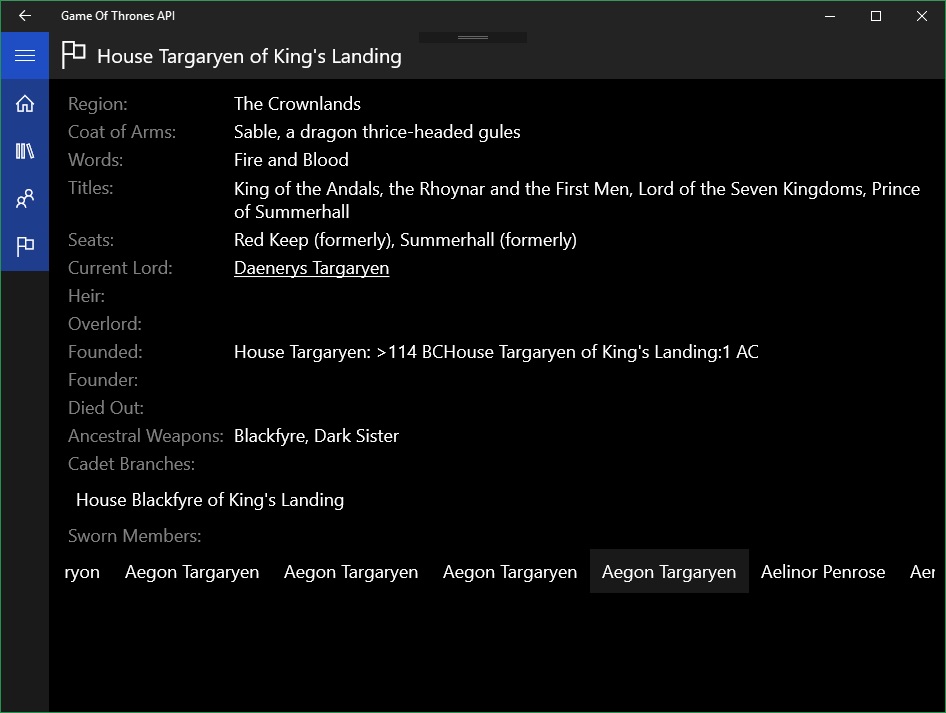 Game Of Thrones API
House Targaryen of King's Landing
Region: The Crownlands
Coat of Arms: Sable, a dragon thrice-headed gules
Words: Fire and Blood
Titles: King of the Andals, the Rhoynar and the First Men, Lord of the Seven Kingdoms, Prince
of Summerhall
Seats: Red Keep (formerly), Summerhall (formerly)
Current Lord: Daenerys Targaryen
Heir:
Overlord:
Founded: House Targaryen: >114 BCHouse Targaryen of King's Landing:1 AC
Founder:
Died Out:
Ancestral Weapons: Blackfyre, Dark Sister
Cadet Branches:
House Blackfyre of King's Landing
Sworn Members:
ryon Aegon Targaryen Aegon Targaryen Aegon Targaryen Aegon Targaryen Aelinor Penrose Aer